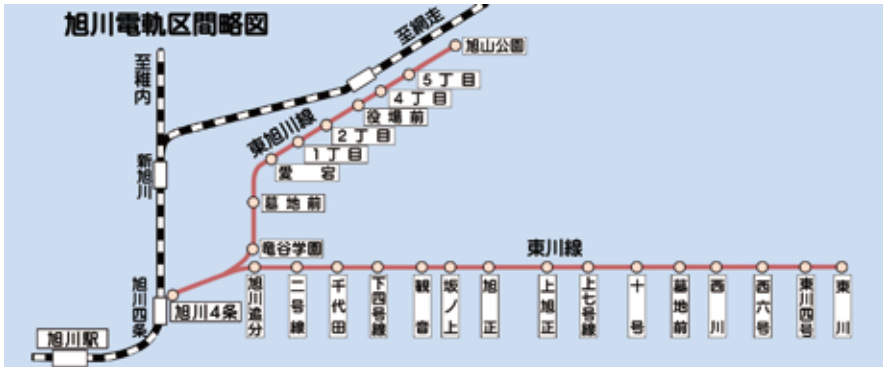 旭川電軌区間略図
至稚内
至網走
旭山公園
5丁目
4丁目
役場前
2丁目
1丁目
愛宕
東旭川線
新旭川
墓地前
竜谷学園
東川線
旭川四条
旭川4条
旭川追分
二号線
千代田
下四号線
観音
坂ノ上
旭正
上旭正
上七号線
十号
墓地前
西川
西六号
東川四号
東川
旭川駅